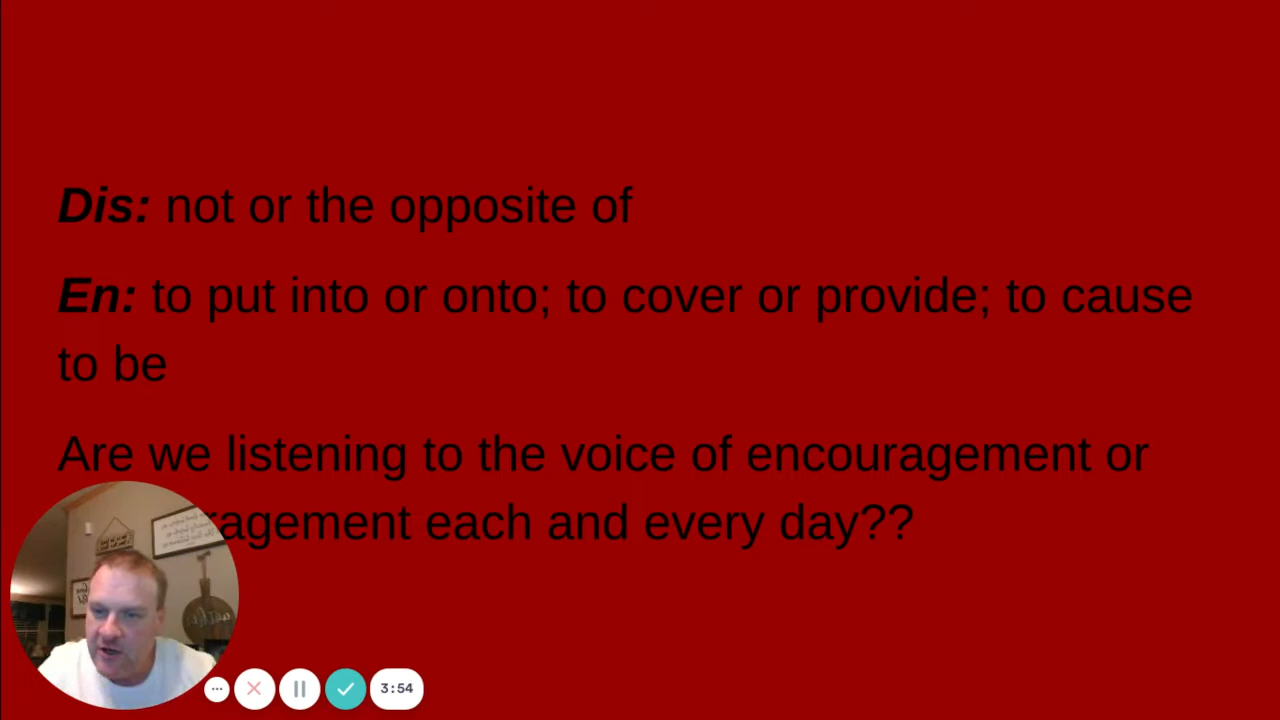 Dis: not or the opposite of
En: to put into or onto; to cover or provide; to cause
to be
Are we listening to the voice of encouragement or
ragement each and every day??
3:54